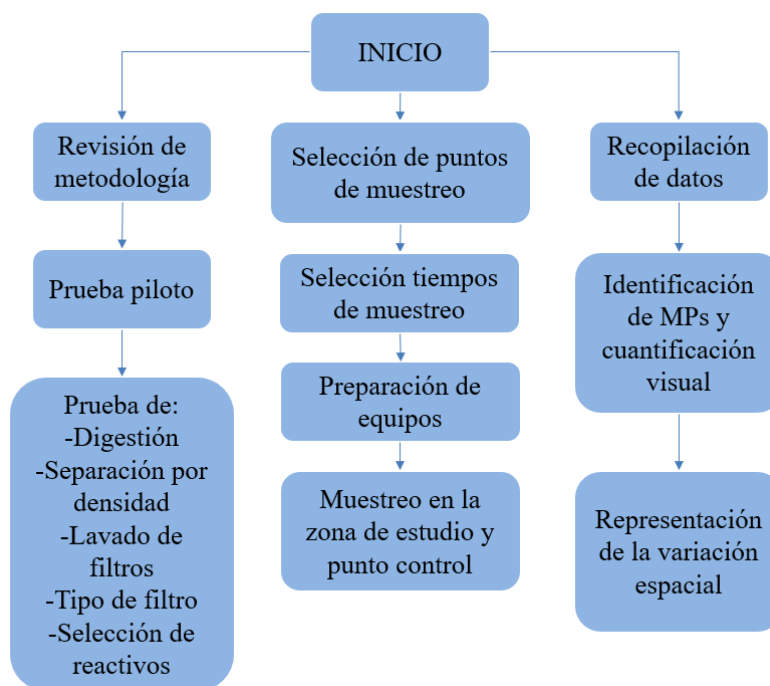 INICIO
Revisión de
metodología
Prueba piloto
Prueba de:
-Digestión
-Separación por
densidad
-Lavado de
filtros
-Tipo de filtro
-Selección de
reactivos
Selección de puntos
de muestreo
Selección tiempos
de muestreo
Preparación de
equipos
Muestreo en la
zona de estudio y
punto control
Recopilación
de datos
Identificación
de MPs y
cuantificación
visual
Representación
de la variación
espacial